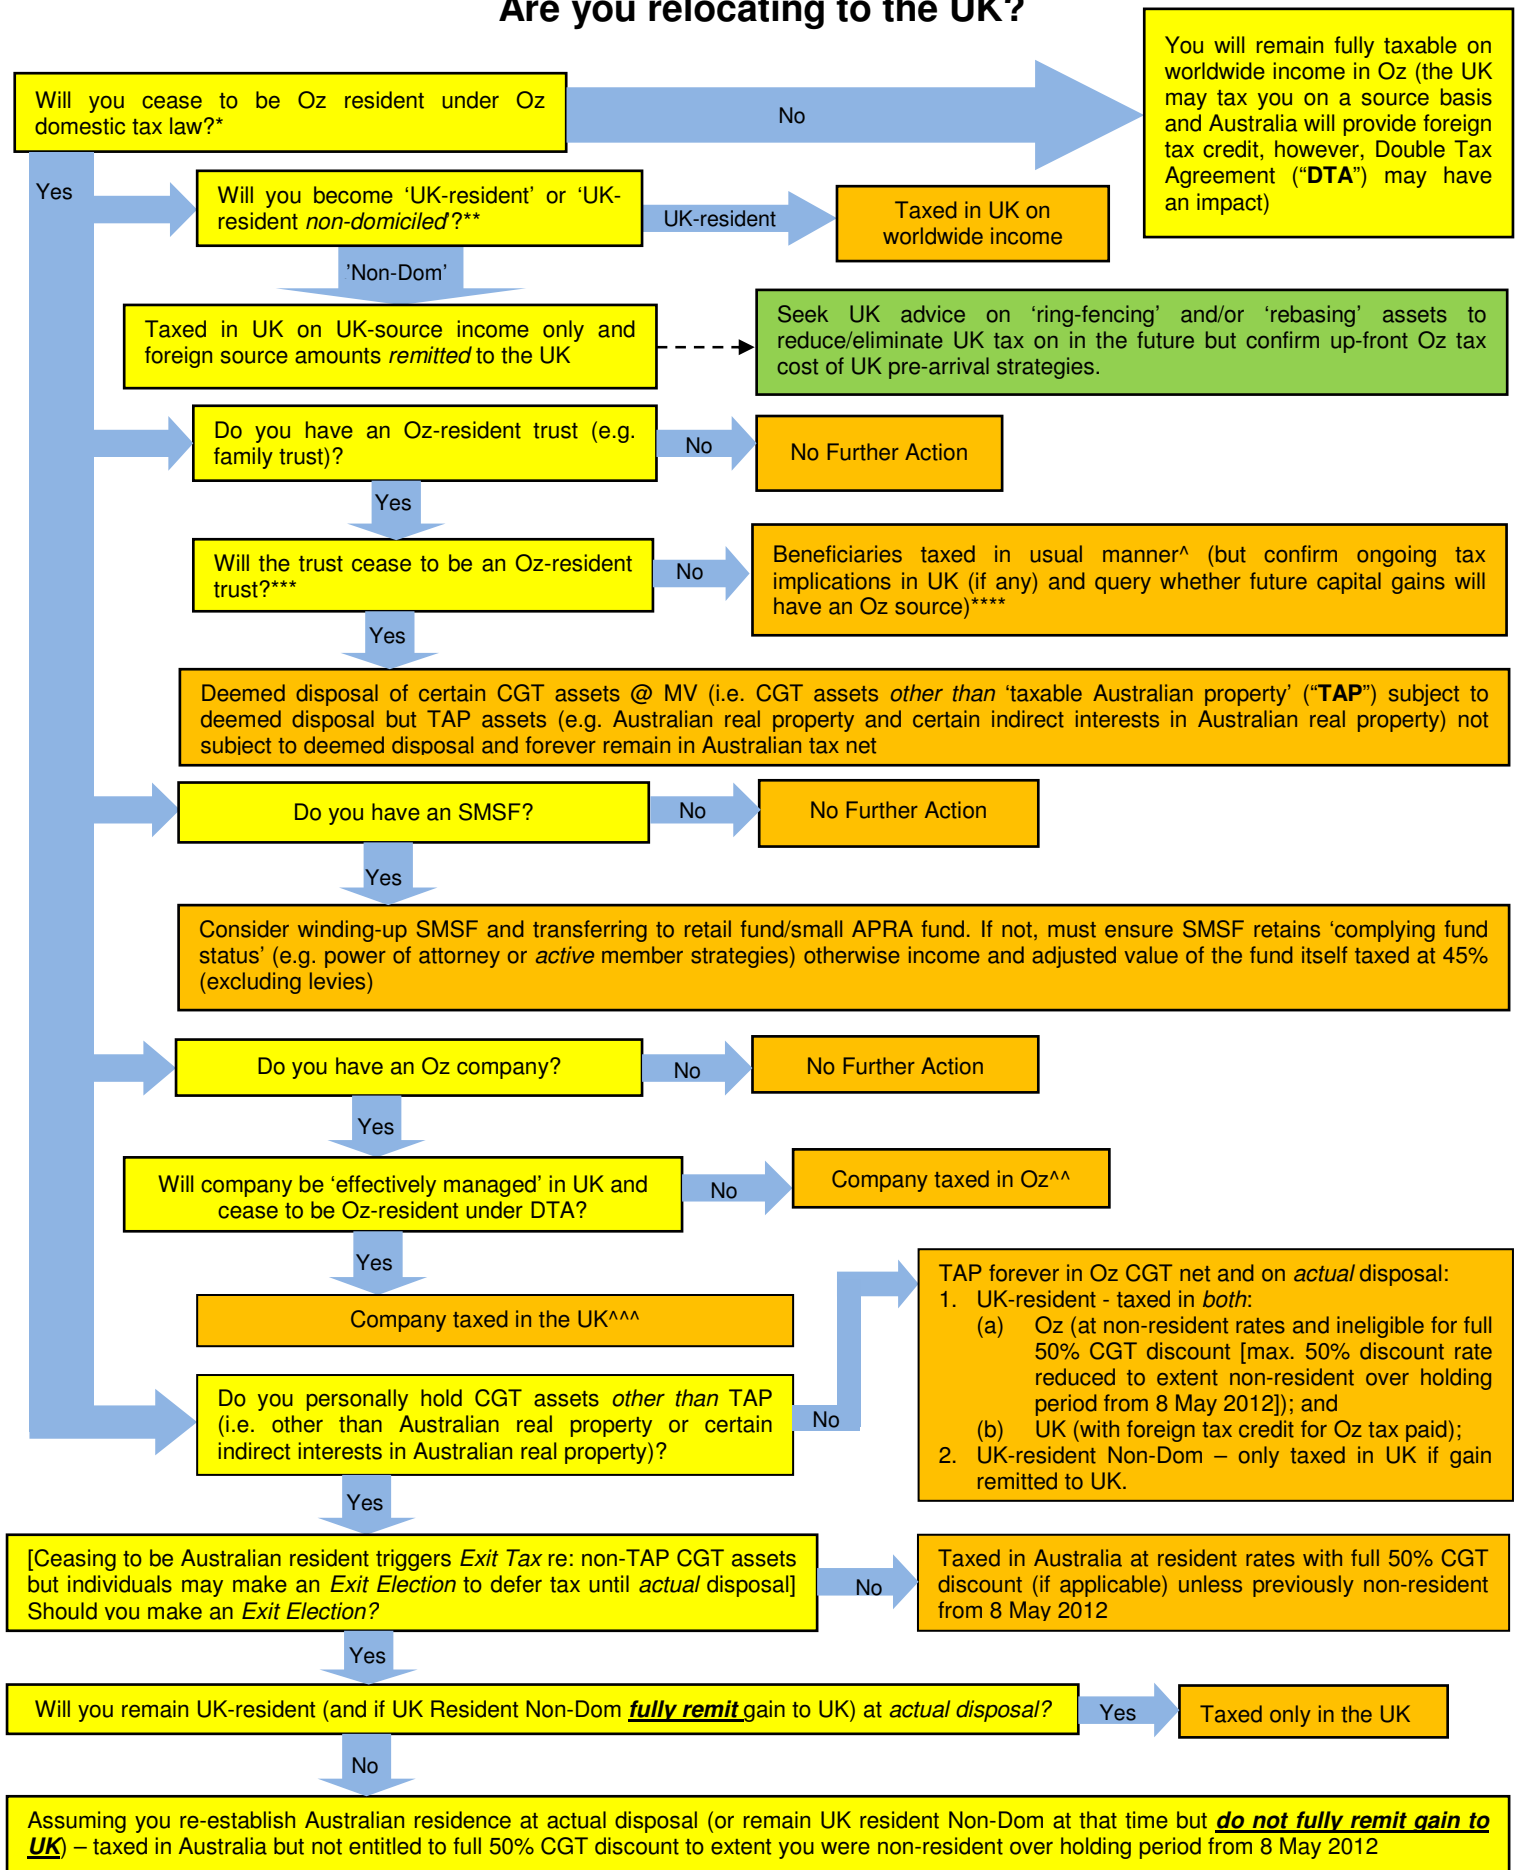 Are you relocating to the UK?
You will remain fully taxable on
worldwide income in Oz (the UK
may tax you on a source basis
and Australia will provide foreign
tax credit, however, Double Tax
Agreement (“DTA”) may have
an impact)
Will you cease to be Oz resident under Oz
domestic tax law?*
No
Yes
Will you become ‘UK-resident’ or ‘UK-
resident non-domiciled’?**
UK-resident
Taxed in UK on
worldwide income
’Non-Dom’
Taxed in UK on UK-source income only and
foreign source amounts remitted to the UK
Seek UK advice on ‘ring-fencing’ and/or ‘rebasing’ assets to
reduce/eliminate UK tax on in the future but confirm up-front Oz tax
cost of UK pre-arrival strategies.
Do you have an Oz-resident trust (e.g.
family trust)?
No
No Further Action
Yes
Will the trust cease to be an Oz-resident
trust?***
No
Beneficiaries taxed in usual manner^ (but confirm ongoing tax
implications in UK (if any) and query whether future capital gains will
have an Oz source)****
Yes
Deemed disposal of certain CGT assets @ MV (i.e. CGT assets other than ‘taxable Australian property’ (“TAP”) subject to
deemed disposal but TAP assets (e.g. Australian real property and certain indirect interests in Australian real property) not
subject to deemed disposal and forever remain in Australian tax net
Do you have an SMSF?
No
No Further Action
Yes
Consider winding-up SMSF and transferring to retail fund/small APRA fund. If not, must ensure SMSF retains ‘complying fund
status’ (e.g. power of attorney or active member strategies) otherwise income and adjusted value of the fund itself taxed at 45%
(excluding levies)
Do you have an Oz company?
No
No Further Action
Yes
Will company be ‘effectively managed’ in UK and
cease to be Oz-resident under DTA?
No
Company taxed in Oz^^
Yes
Company taxed in the UK^^^
TAP forever in Oz CGT net and on actual disposal:
1. UK-resident - taxed in both:
(a) Oz (at non-resident rates and ineligible for full
50% CGT discount [max. 50% discount rate
reduced to extent non-resident over holding
period from 8 May 2012]); and
(b) UK (with foreign tax credit for Oz tax paid);
2. UK-resident Non-Dom – only taxed in UK if gain
remitted to UK.
Do you personally hold CGT assets other than TAP
(i.e. other than Australian real property or certain
indirect interests in Australian real property)?
No
Yes
[Ceasing to be Australian resident triggers Exit Tax re: non-TAP CGT assets
but individuals may make an Exit Election to defer tax until actual disposal]
Should you make an Exit Election?
No
Taxed in Australia at resident rates with full 50% CGT
discount (if applicable) unless previously non-resident
from 8 May 2012
Yes
Will you remain UK-resident (and if UK Resident Non-Dom fully remit gain to UK) at actual disposal?
Yes
Taxed only in the UK
No
Assuming you re-establish Australian residence at actual disposal (or remain UK resident Non-Dom at that time but do not fully remit gain to
UK) – taxed in Australia but not entitled to full 50% CGT discount to extent you were non-resident over holding period from 8 May 2012